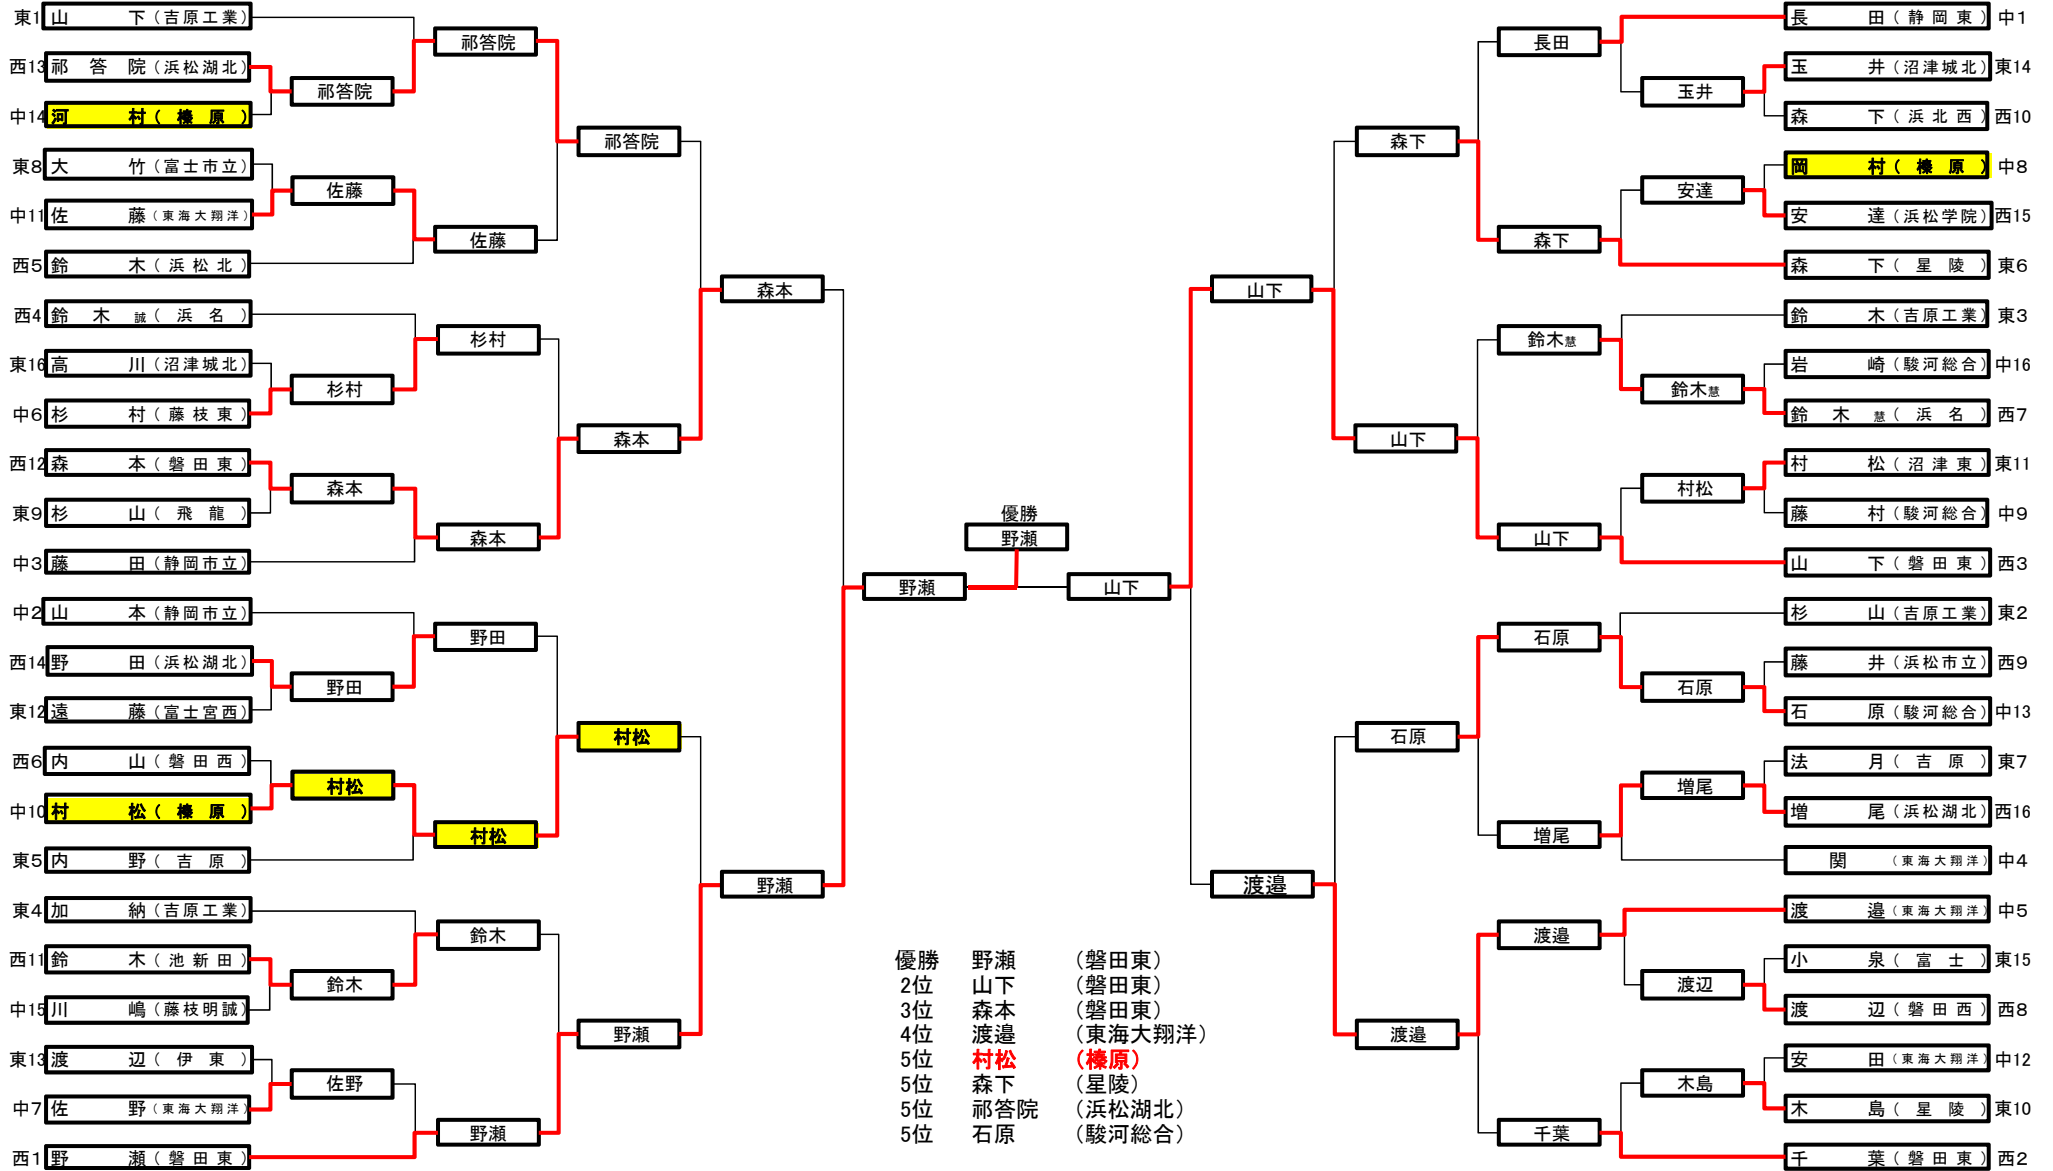 東1 山下（吉原工業）
西13 祁答院（浜松湖北）
中14 河村（榛原）
東8 大竹（富士市立）
中11 佐藤（東海大翔洋）
西5 鈴木（浜松北）
西4 鈴木誠（浜名）
東16 高川（沼津城北）
中6 杉村（藤枝東）
西12 森本（磐田東）
東9 杉山（飛龍）
中3 藤田（静岡市立）
中2 山本（静岡市立）
西14 野田（浜松湖北）
東12 遠藤（富士宮西）
西6 内山（磐田西）
中10 村松（榛原）
東5 内野（吉原）
東4 加納（吉原工業）
西11 鈴木（池新田）
中15 川嶋（藤枝明誠）
東13 渡辺（伊東）
中7 佐野（東海大翔洋）
西1 野瀬（磐田東）
祁答院
佐藤
杉村
森本
野田
村松
鈴木
佐野
祁答院
佐藤
杉村
森本
野田
村松
鈴木
野瀬
祁答院
森本
村松
野瀬
森本
野瀬
野瀬
優勝
野瀬
山下
山下
渡邉
森下
山下
石原
渡邉
長田
森下
鈴木慧
山下
石原
増尾
渡邉
千葉
玉井
安達
鈴木慧
村松
石原
増尾
渡辺
木島
長田（静岡東） 中1
玉井（沼津城北） 東14
森下（浜北西） 西10
岡村（榛原） 中8
安達（浜松学院） 西15
森下（星陵） 東6
鈴木（吉原工業） 東3
岩崎（駿河総合） 中16
鈴木慧（浜名） 西7
村松（沼津東） 東11
藤村（駿河総合） 中9
山下（磐田東） 西3
杉山（吉原工業） 東2
藤井（浜松市立） 西9
石原（駿河総合） 中13
法月（吉原） 東7
増尾（浜松湖北） 西16
関（東海大翔洋） 中4
渡邉（東海大翔洋） 中5
小泉（富士） 東15
渡辺（磐田西） 西8
安田（東海大翔洋） 中12
木島（星陵） 東10
千葉（磐田東） 西2
優勝 野瀬 （磐田東）
2位 山下 （磐田東）
3位 森本 （磐田東）
4位 渡邉 （東海大翔洋）
5位 村松 （榛原）
5位 森下 （星陵）
5位 祁答院 （浜松湖北）
5位 石原 （駿河総合）